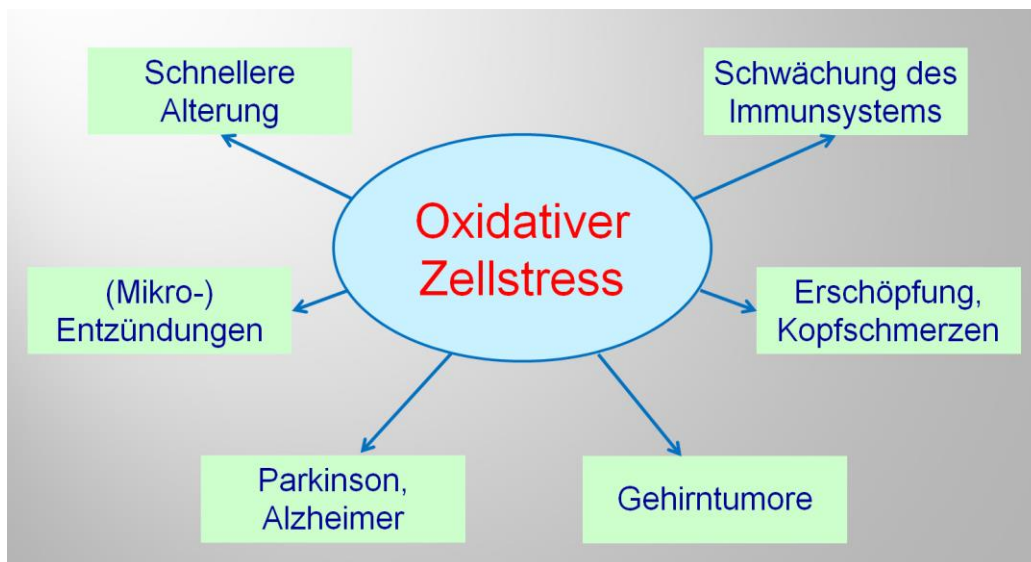 Schnellere
Alterung
Schwächung des
Immunsystems
Oxidativer
Zellstress
(Mikro-)
Entzündungen
Erschöpfung,
Kopfschmerzen
Parkinson,
Alzheimer
Gehirntumore